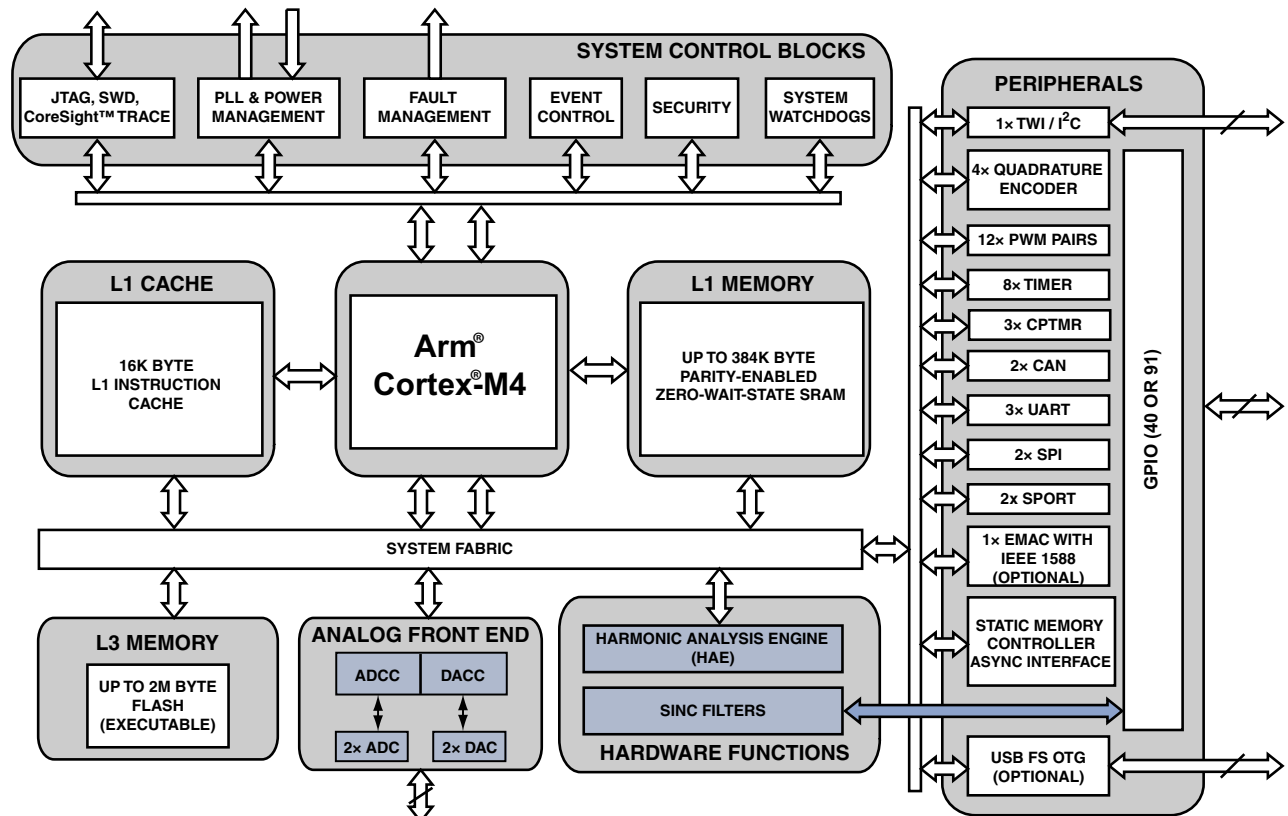 SYSTEM CONTROL BLOCKS
JTAG, SWD,
CoreSight™ TRACE
PLL & POWER
MANAGEMENT
FAULT
MANAGEMENT
EVENT
CONTROL
SECURITY
SYSTEM
WATCHDOGS
L1 CACHE
16K BYTE
L1 INSTRUCTION
CACHE
Arm®
Cortex®-M4
L1 MEMORY
UP TO 384K BYTE
PARITY-ENABLED
ZERO-WAIT-STATE SRAM
SYSTEM FABRIC
L3 MEMORY
UP TO 2M BYTE
FLASH
(EXECUTABLE)
ANALOG FRONT END
ADCC
DACC
2× ADC
2× DAC
HARMONIC ANALYSIS ENGINE
(HAE)
SINC FILTERS
HARDWARE FUNCTIONS
PERIPHERALS
1× TWI / I²C
4× QUADRATURE
ENCODER
12× PWM PAIRS
8× TIMER
3× CPTMR
2× CAN
3× UART
2× SPI
2x SPORT
1× EMAC WITH
IEEE 1588
(OPTIONAL)
STATIC MEMORY
CONTROLLER
ASYNC INTERFACE
USB FS OTG
(OPTIONAL)
GPIO (40 OR 91)